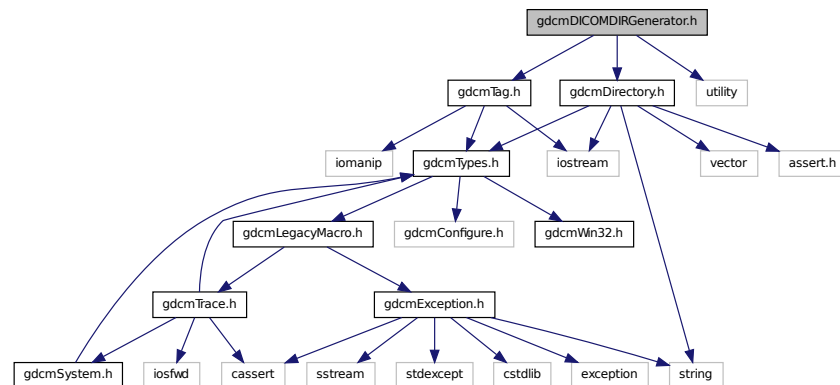 gdcmDICOMDIRGenerator.h
gdcmTag.h
gdcmDirectory.h
utility
iomanip
gdcmTypes.h
iostream
vector
assert.h
gdcmLegacyMacro.h
gdcmConfigure.h
gdcmWin32.h
gdcmTrace.h
gdcmException.h
gdcmSystem.h
iosfwd
cassert
sstream
stdexcept
cstdlib
exception
string